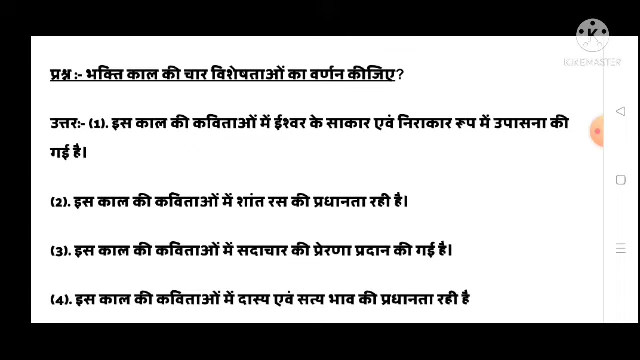 KINEMASTER
प्रश्न :- भक्ति काल की चार विशेषताओं का वर्णन कीजिए?
उत्तरः- (1). इस काल की कविताओं में ईश्वर के साकार एवं निराकार रूप में उपासना की
गई है।
(2). इस काल की कविताओं में शांत रस की प्रधानता रही है।
(3). इस काल की कविताओं में सदाचार की प्रेरणा प्रदान की गई है।
(4). इस काल की कविताओं में दास्य एवं सत्य भाव की प्रधानता रही है